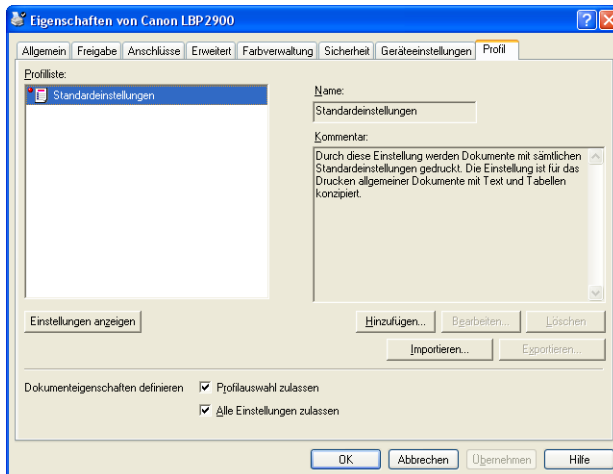 Eigenschaften von Canon LBP2900
Allgemein Freigabe Anschlüsse Erweitert Farbverwaltung Sicherheit Geräteeinstellungen Profil
Profilliste:
Standardeinstellungen
Name:
Standardeinstellungen
Kommentar:
Durch diese Einstellung werden Dokumente mit sämtlichen
Standardeinstellungen gedruckt. Die Einstellung ist für das
Drucken allgemeiner Dokumente mit Text und Tabellen
konzipiert.
Einstellungen anzeigen
Hinzufügen... Bearbeiten... Löschen
Importieren... Exportieren...
Dokumenteigenschaften definieren
Profilauswahl zulassen
Alle Einstellungen zulassen
OK Abbrechen Übernehmen Hilfe